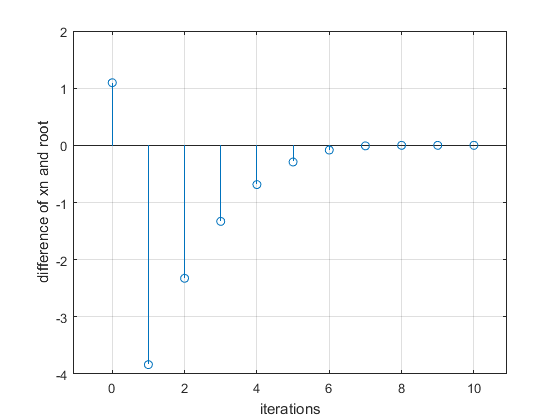 2
1
0
-1
-2
-3
-4
difference of xn and root
0 2 4 6 8 10
iterations